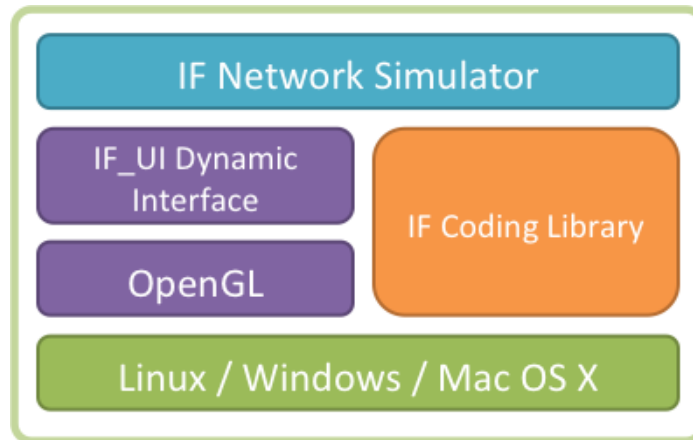 IF Network Simulator
IF_UI Dynamic
Interface
IF Coding Library
OpenGL
Linux / Windows / Mac OS X